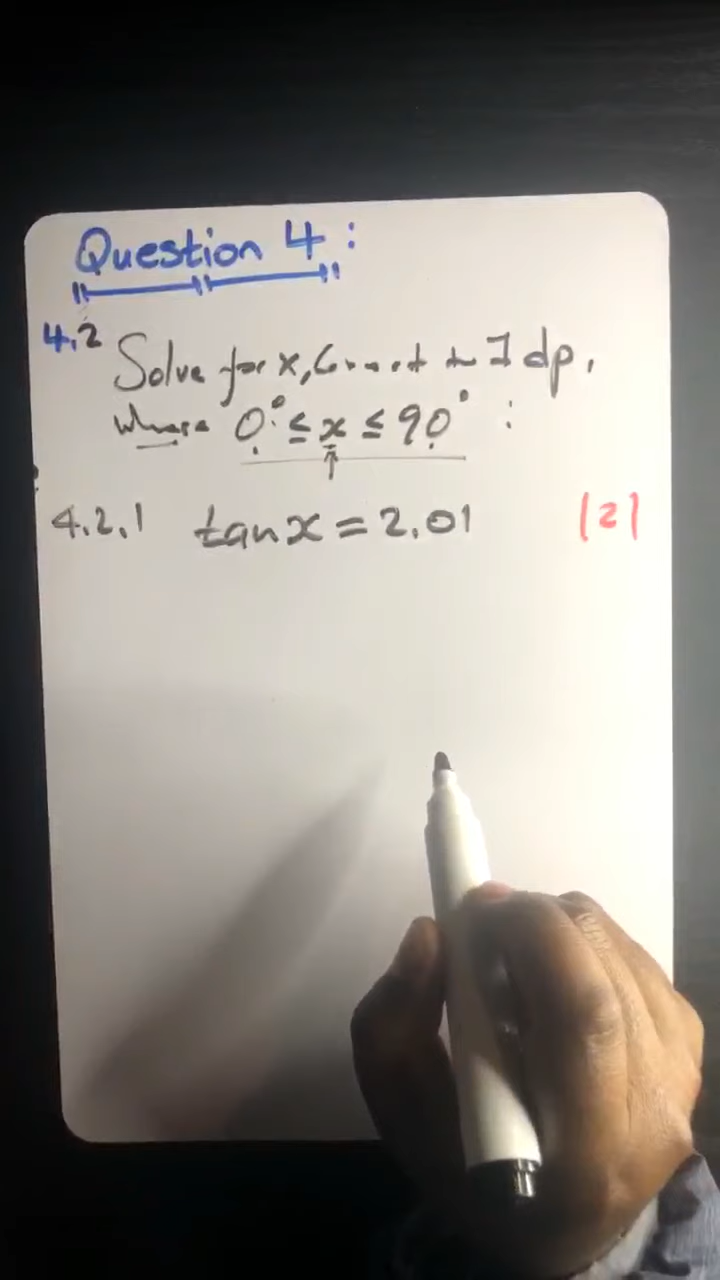 Question 4:
4.2 Solve for x, Correct to 1 dp,
where 0° ≤ x ≤ 90° :
4.2.1 tan x = 2.01 [2]